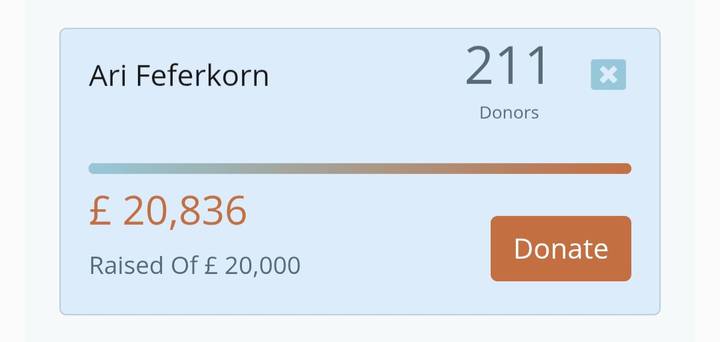 Ari Feferkorn
211
Donors
£ 20,836
Raised Of £ 20,000
Donate